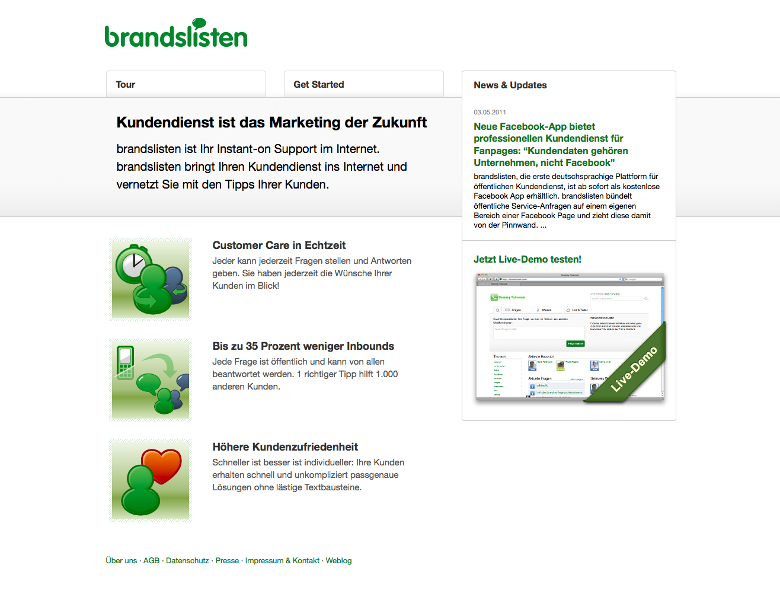 brandslisten
Tour
Get Started
News & Updates
Kundendienst ist das Marketing der Zukunft
brandslisten ist Ihr Instant-on Support im Internet.
brandslisten bringt Ihren Kundendienst ins Internet und
vernetzt Sie mit den Tipps Ihrer Kunden.
03.05.2011
Neue Facebook-App bietet
professionellen Kundendienst für
Fanpages: “Kundendaten gehören
Unternehmen, nicht Facebook”
brandslisten, die erste deutschsprachige Plattform für
öffentlichen Kundendienst, ist ab sofort als kostenlose
Facebook App erhältlich. brandslisten bündelt
öffentliche Service-Anfragen auf einem eigenen
Bereich einer Facebook Page und zieht diese damit
von der Pinnwand. ...
Customer Care in Echtzeit
Jeder kann jederzeit Fragen stellen und Antworten
geben. Sie haben jederzeit die Wünsche Ihrer
Kunden im Blick!
Jetzt Live-Demo testen!
Live-Demo
Bis zu 35 Prozent weniger Inbounds
Jede Frage ist öffentlich und kann von allen
beantwortet werden. 1 richtiger Tipp hilft 1.000
anderen Kunden.
Höhere Kundenzufriedenheit
Schneller ist besser ist individueller: Ihre Kunden
erhalten schnell und unkompliziert passgenaue
Lösungen ohne lästige Textbausteine.
Über uns · AGB · Datenschutz · Presse · Impressum & Kontakt · Weblog